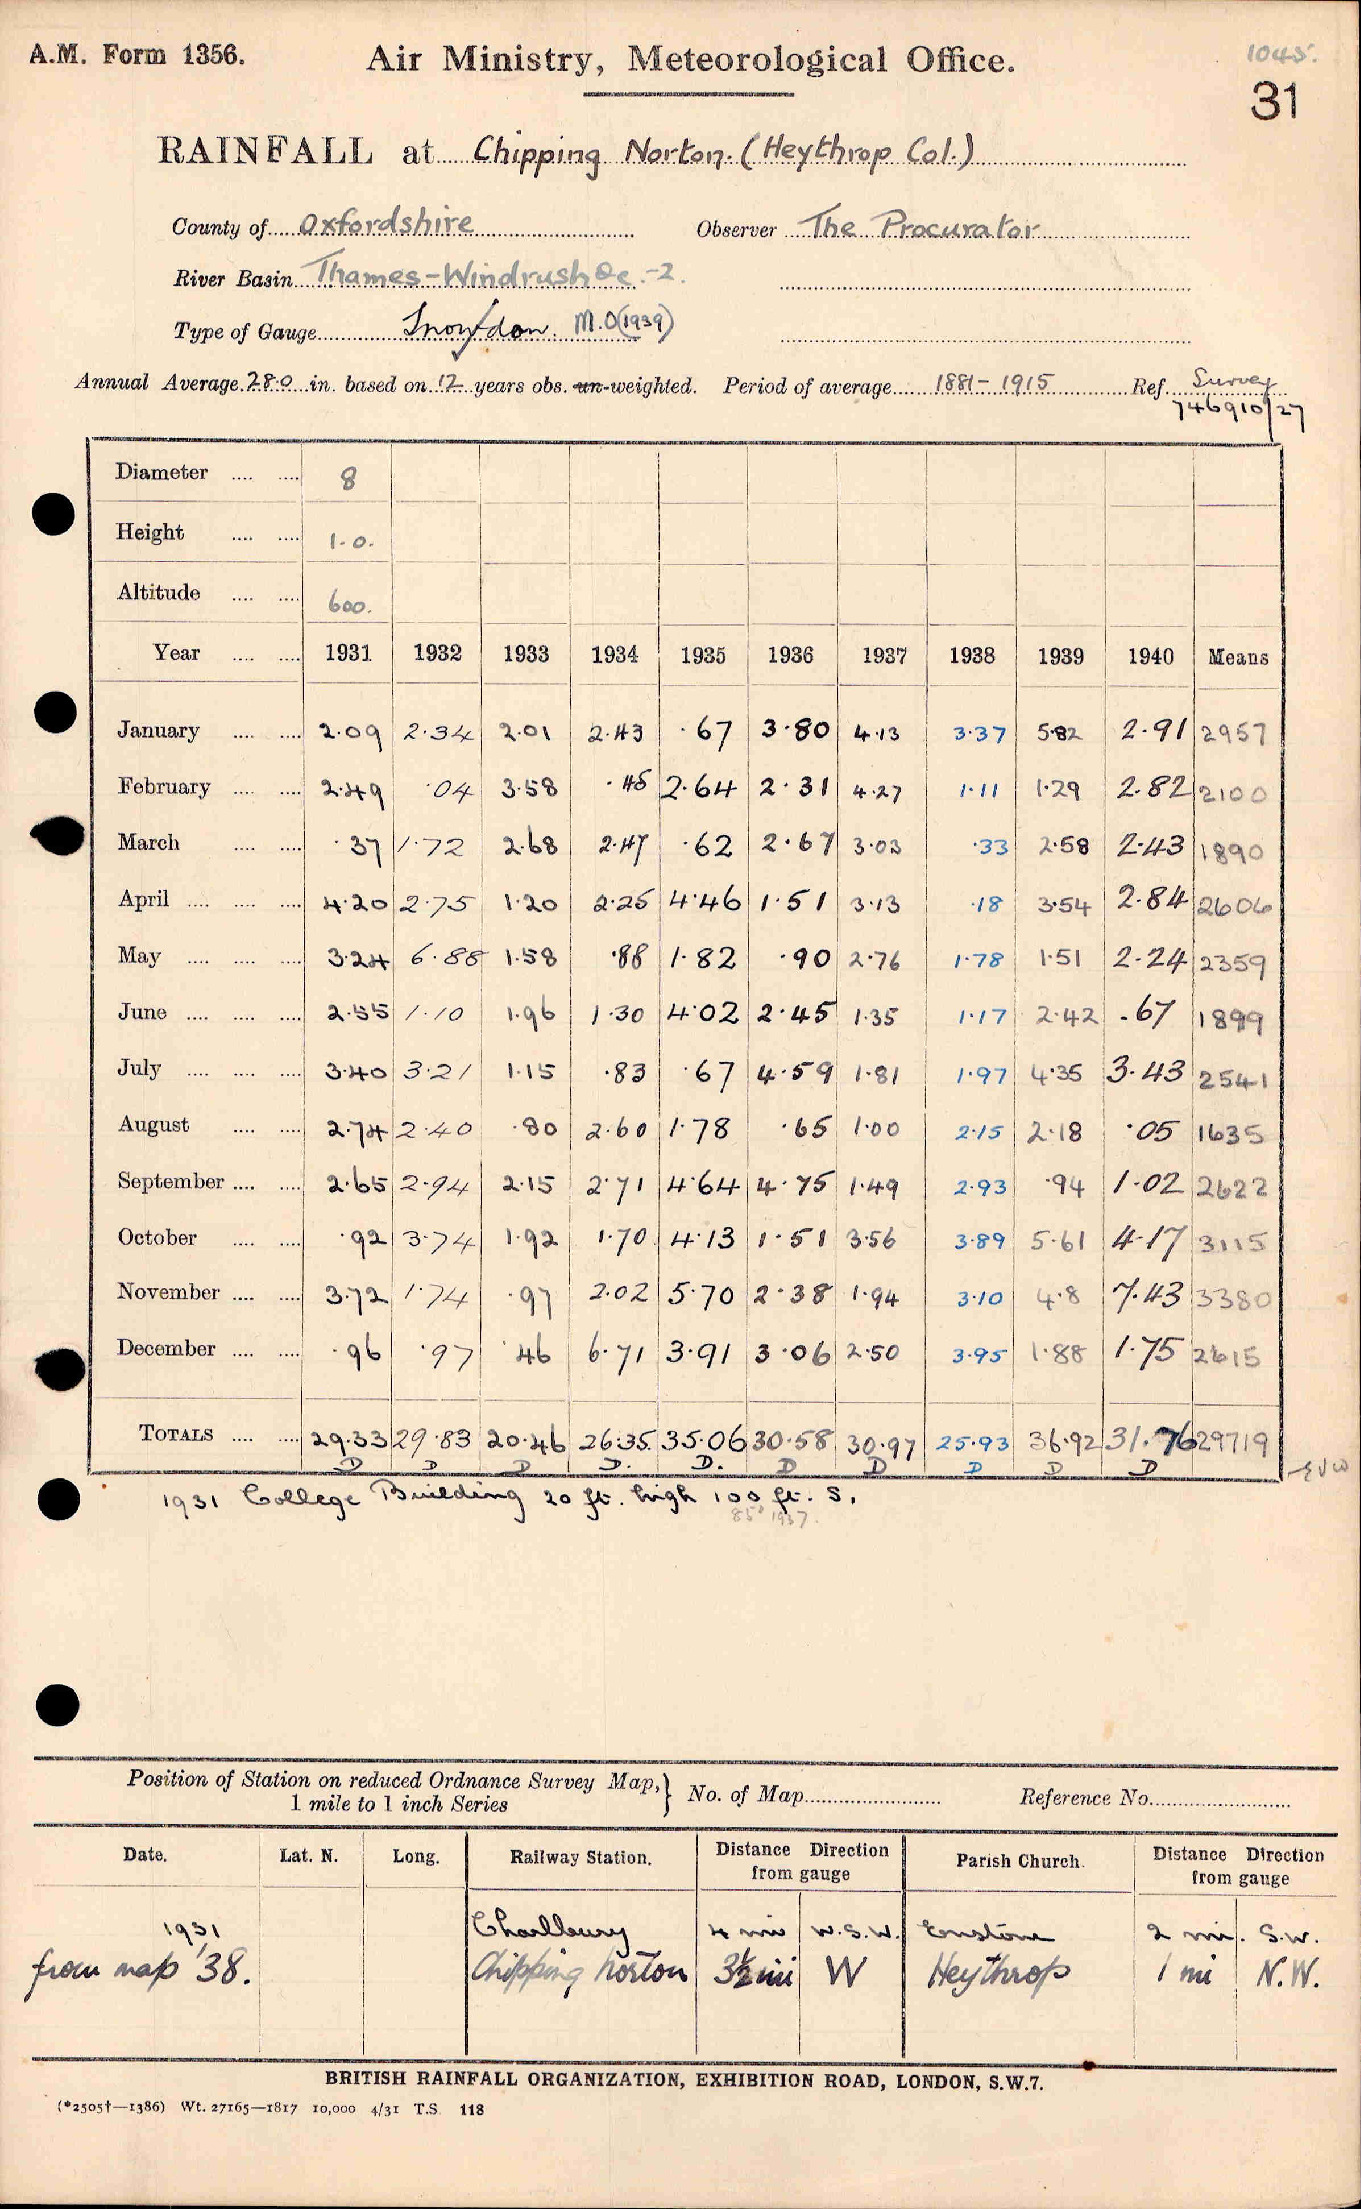 A.M. Form 1356.
Air Ministry, Meteorological Office.
1045.
31
RAINFALL at Chipping Norton. (Heythrop Col.)
County of Oxfordshire Observer The Procurator
River Basin Thames-Windrush &c.-2.
Type of Gauge Snowdon. M.O(1939)
Annual Average 28.0 in. based on 12 years obs. un-weighted. Period of average 1881-1915 Ref. Survey
746910/27
Diameter 8
Height 1.0.
Altitude 600.
Year 1931 1932 1933 1934 1935 1936 1937 1938 1939 1940 Means
January 2.09 2.34 2.01 2.43 .67 3.80 4.13 3.37 5.82 2.91 2957
February 2.49 .04 3.58 .45 2.64 2.31 4.27 1.11 1.29 2.82 2100
March .37 1.72 2.68 2.47 .62 2.67 3.03 .33 2.58 2.43 1890
April 4.20 2.75 1.20 2.25 4.46 1.51 3.13 .18 3.54 2.84 2606
May 3.24 6.88 1.58 .88 1.82 .90 2.76 1.78 1.51 2.24 2359
June 2.55 1.10 1.96 1.30 4.02 2.45 1.35 1.17 2.42 .67 1899
July 3.40 3.21 1.15 .83 .67 4.59 1.81 1.97 4.35 3.43 2541
August 2.74 2.40 .80 2.60 1.78 .65 1.00 2.15 2.18 .05 1635
September 2.65 2.94 2.15 2.71 4.64 4.75 1.49 2.93 .94 1.02 2622
October .92 3.74 1.92 1.70 4.13 1.51 3.56 3.89 5.61 4.17 3115
November 3.72 1.74 .97 2.02 5.70 2.38 1.94 3.10 4.8 7.43 3380
December .96 .97 .46 6.71 3.91 3.06 2.50 3.95 1.88 1.75 2615
TOTALS 29.33 29.83 20.46 26.35 35.06 30.58 30.97 25.93 36.92 31.76 29719
D D D D. D. D D D D D
1931 College Building 20 ft. high 100 ft. S.
85° 1937.
Position of Station on reduced Ordnance Survey Map,
1 mile to 1 inch Series
No. of Map Reference No.
Date. Lat. N. Long. Railway Station. Distance Direction from gauge Parish Church. Distance Direction from gauge
1931 Charlbury 4 mi W.S.W. Enstone 2 mi. S.W.
from map '38. Chipping Norton 3½ mi W Heythrop 1 mi N.W.
BRITISH RAINFALL ORGANIZATION, EXHIBITION ROAD, LONDON, S.W.7.
(*2505†—1386) Wt. 27165—1817 10,000 4/31 T.S. 118